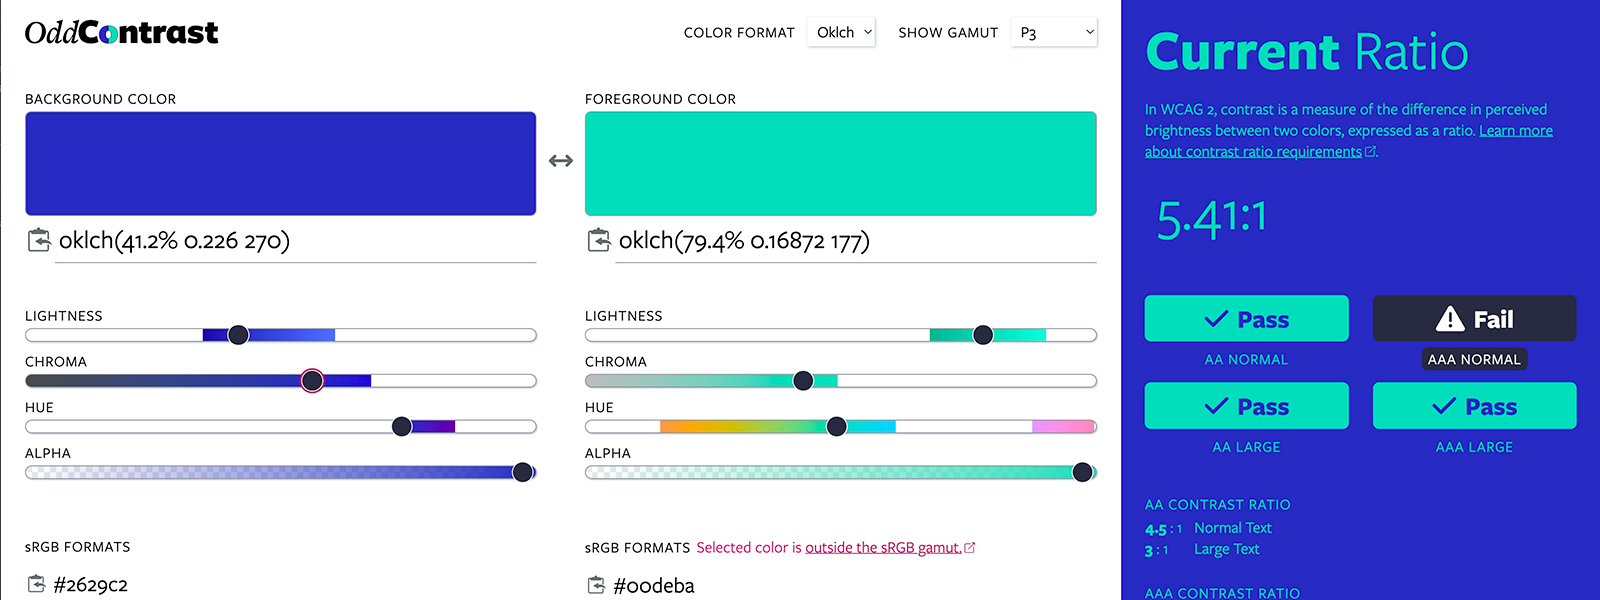 OddContrast
COLOR FORMAT Oklch SHOW GAMUT P3
BACKGROUND COLOR
oklch(41.2% 0.226 270)
LIGHTNESS
CHROMA
HUE
ALPHA
sRGB FORMATS
#2629c2
FOREGROUND COLOR
oklch(79.4% 0.16872 177)
LIGHTNESS
CHROMA
HUE
ALPHA
sRGB FORMATS Selected color is outside the sRGB gamut.
#00deba
Current Ratio
In WCAG 2, contrast is a measure of the difference in perceived
brightness between two colors, expressed as a ratio. Learn more
about contrast ratio requirements.
5.41:1
Pass
AA NORMAL
Fail
AAA NORMAL
Pass
AA LARGE
Pass
AAA LARGE
AA CONTRAST RATIO
4.5 : 1 Normal Text
3 : 1 Large Text
AAA CONTRAST RATIO